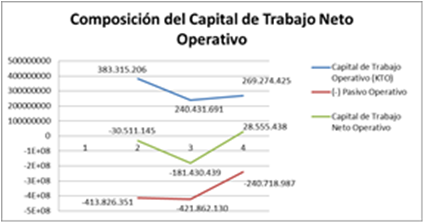 Composición del Capital de Trabajo Neto
Operativo
500000000
400000000
300000000
200000000
100000000
0
-1E+08
-2E+08
-3E+08
-4E+08
-5E+08
383.315.206
240.431.691
269.274.425
-30.511.145
-181.430.439
28.555.438
-413.826.351
-421.862.130
-240.718.987
1 2 3 4
Capital de Trabajo
Operativo (KTO)
(-) Pasivo Operativo
Capital de Trabajo
Neto Operativo